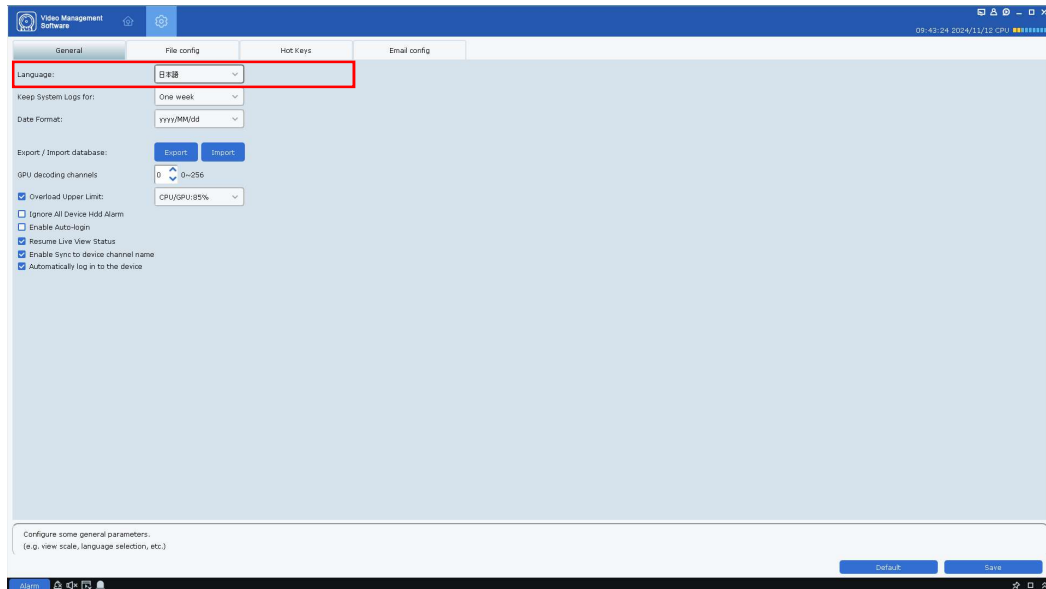 Video Management
Software
09:43:24 2024/11/12 CPU
General
File config
Hot Keys
Email config
Language:
日本語
Keep System Logs for:
One week
Date Format:
yyyy/MM/dd
Export / Import database:
Export
Import
GPU decoding channels
0
0~256
Overload Upper Limit:
CPU/GPU:85%
Ignore All Device Hdd Alarm
Enable Auto-login
Resume Live View Status
Enable Sync to device channel name
Automatically log in to the device
Configure some general parameters.
(e.g. view scale, language selection, etc.)
Default
Save
Alarm